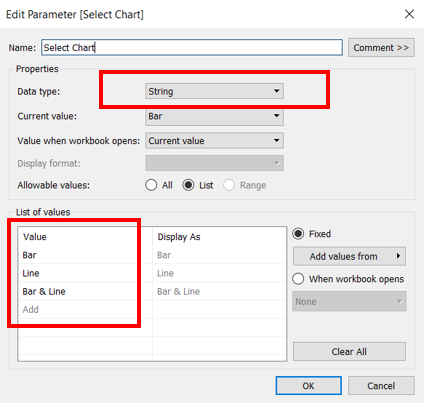 Edit Parameter [Select Chart]
Name: Select Chart Comment >>
Properties
Data type: String
Current value: Bar
Value when workbook opens: Current value
Display format:
Allowable values: All List Range
List of values
Value Display As Fixed
Bar Bar Add values from
Line Line
Bar & Line Bar & Line When workbook opens
Add None
Clear All
OK Cancel